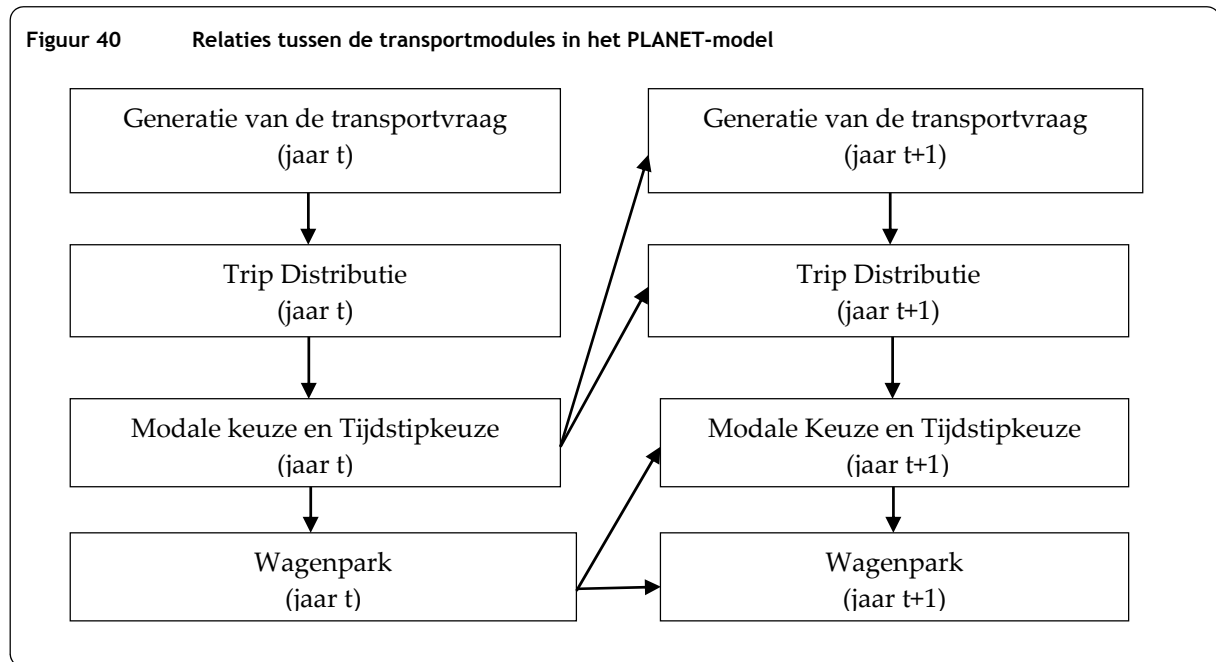 Figuur 40 Relaties tussen de transportmodules in het PLANET-model
Generatie van de transportvraag
(jaar t)
Generatie van de transportvraag
(jaar t+1)
Trip Distributie
(jaar t)
Trip Distributie
(jaar t+1)
Modale keuze en Tijdstipkeuze
(jaar t)
Modale Keuze en Tijdstipkeuze
(jaar t+1)
Wagenpark
(jaar t)
Wagenpark
(jaar t+1)